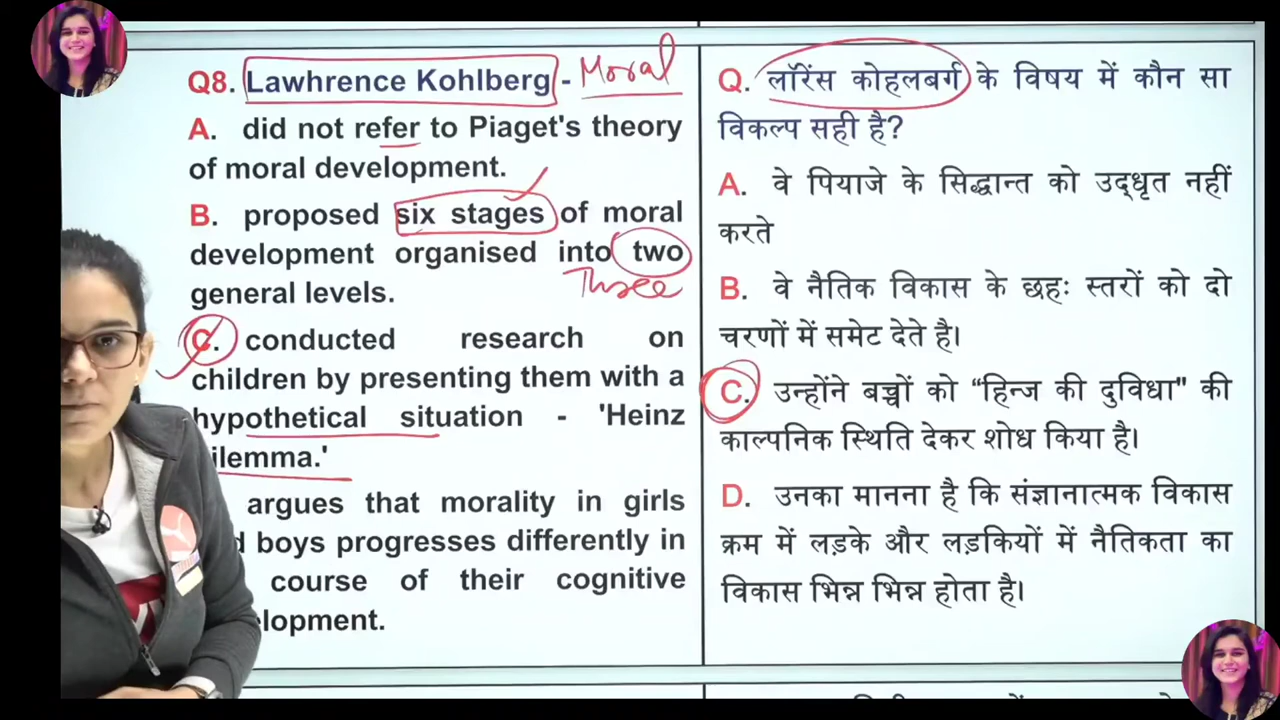 Q8. Lawhrence Kohlberg - Moral
A. did not refer to Piaget's theory
of moral development.
B. proposed six stages of moral
development organised into two
Three
general levels.
C. conducted research on
children by presenting them with a
hypothetical situation - 'Heinz
ilemma.'
argues that morality in girls
d boys progresses differently in
course of their cognitive
elopment.
Q. लॉरेंस कोहलबर्ग के विषय में कौन सा
विकल्प सही है?
A. वे पियाजे के सिद्धान्त को उद्धृत नहीं
करते
B. वे नैतिक विकास के छहः स्तरों को दो
चरणों में समेट देते है।
C. उन्होंने बच्चों को “हिन्ज की दुविधा" की
काल्पनिक स्थिति देकर शोध किया है।
D. उनका मानना है कि संज्ञानात्मक विकास
क्रम में लड़के और लड़कियों में नैतिकता का
विकास भिन्न भिन्न होता है।